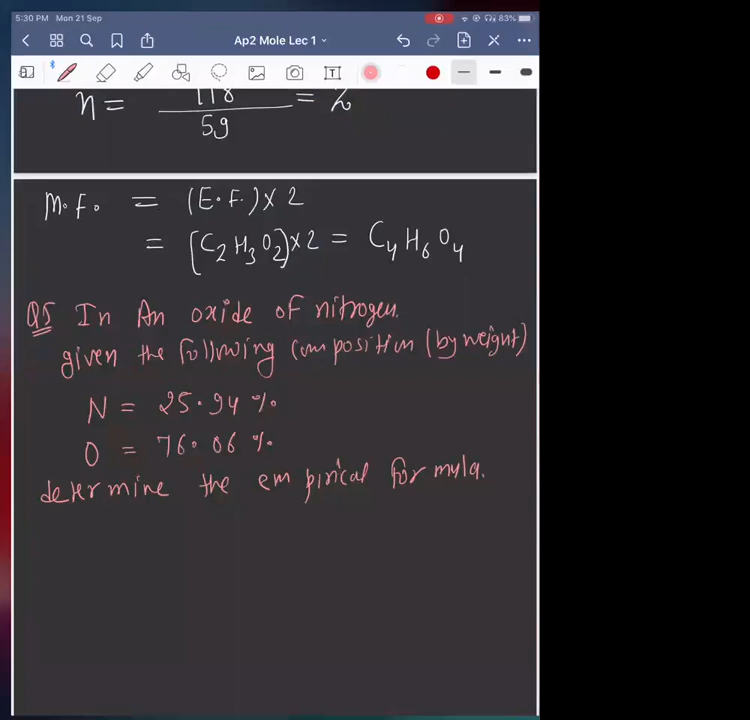 5:30 PM Mon 21 Sep
83%
Ap2 Mole Lec 1
n = 118 = 2
59
M.F. = (E.F.) × 2
= [C2H3O2] × 2 = C4H6O4
Q5 In An oxide of nitrogen.
given the following composition (by weight)
N = 25.94 %
O = 76.06 %
determine the empirical formula.